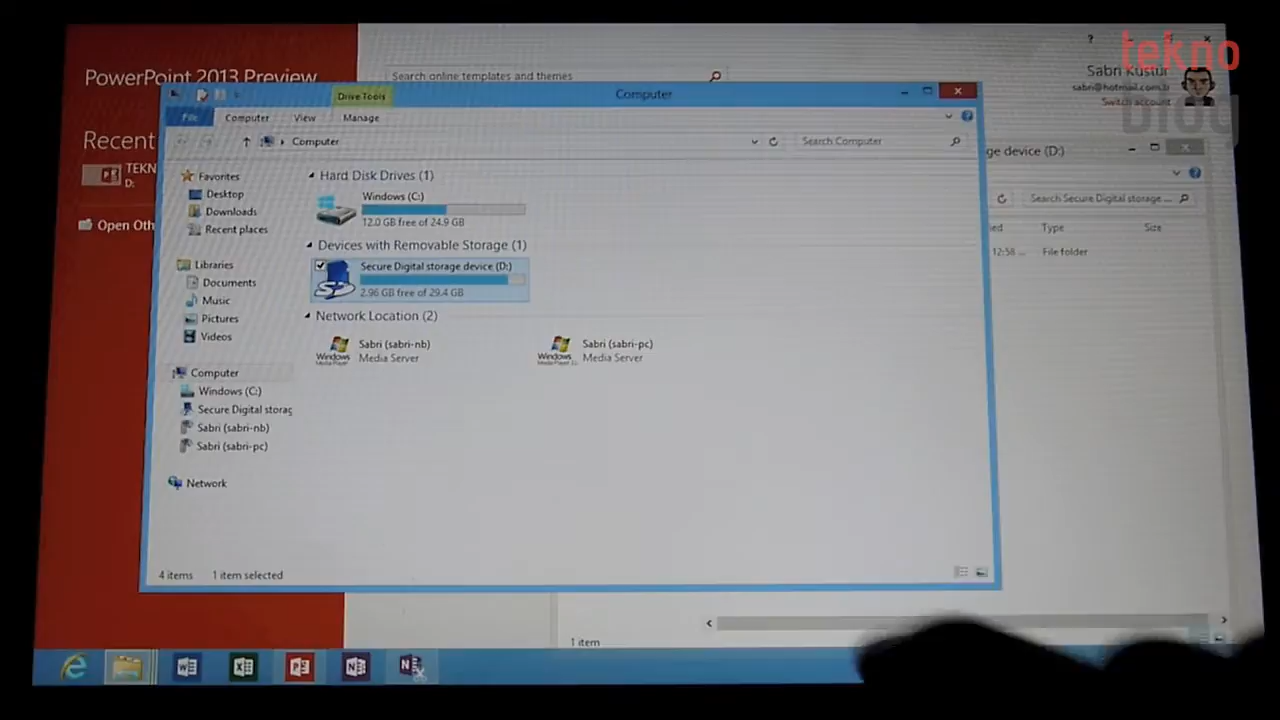 tekno
blog
PowerPoint 2013 Preview
Search online templates and themes
?
Sabri
Switch account
Recent
TEKN
D:
Open Oth
Drive Tools
Computer
File
Computer
View
Manage
Computer
Search Computer
ge device (D:)
Search Secure Digital storage ...
ed
Type
Size
12:58 ...
File folder
Favorites
Desktop
Downloads
Recent places
Libraries
Documents
Music
Pictures
Videos
Computer
Windows (C:)
Secure Digital storag
Sabri (sabri-nb)
Sabri (sabri-pc)
Network
Hard Disk Drives (1)
Windows (C:)
12.0 GB free of 24.9 GB
Devices with Removable Storage (1)
Secure Digital storage device (D:)
2.96 GB free of 29.4 GB
Network Location (2)
Sabri (sabri-nb)
Media Server
Sabri (sabri-pc)
Media Server
4 items
1 item selected
1 item